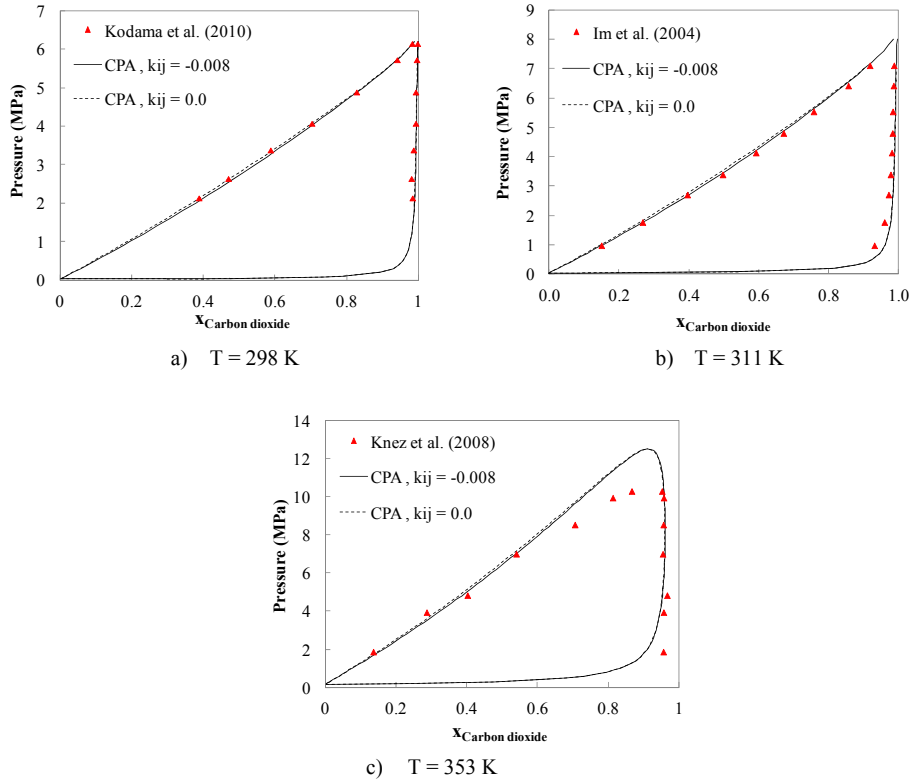 Kodama et al. (2010)
CPA , kij = -0.008
CPA , kij = 0.0
Pressure (MPa)
7
6
5
4
3
2
1
0
0 0.2 0.4 0.6 0.8 1
xCarbon dioxide
a) T = 298 K
Im et al. (2004)
CPA , kij = -0.008
CPA , kij = 0.0
Pressure (MPa)
10
9
8
7
6
5
4
3
2
1
0
0.0 0.2 0.4 0.6 0.8 1.0
xCarbon dioxide
b) T = 311 K
Knez et al. (2008)
CPA , kij = -0.008
CPA , kij = 0.0
Pressure (MPa)
14
12
10
8
6
4
2
0
0 0.2 0.4 0.6 0.8 1
xCarbon dioxide
c) T = 353 K